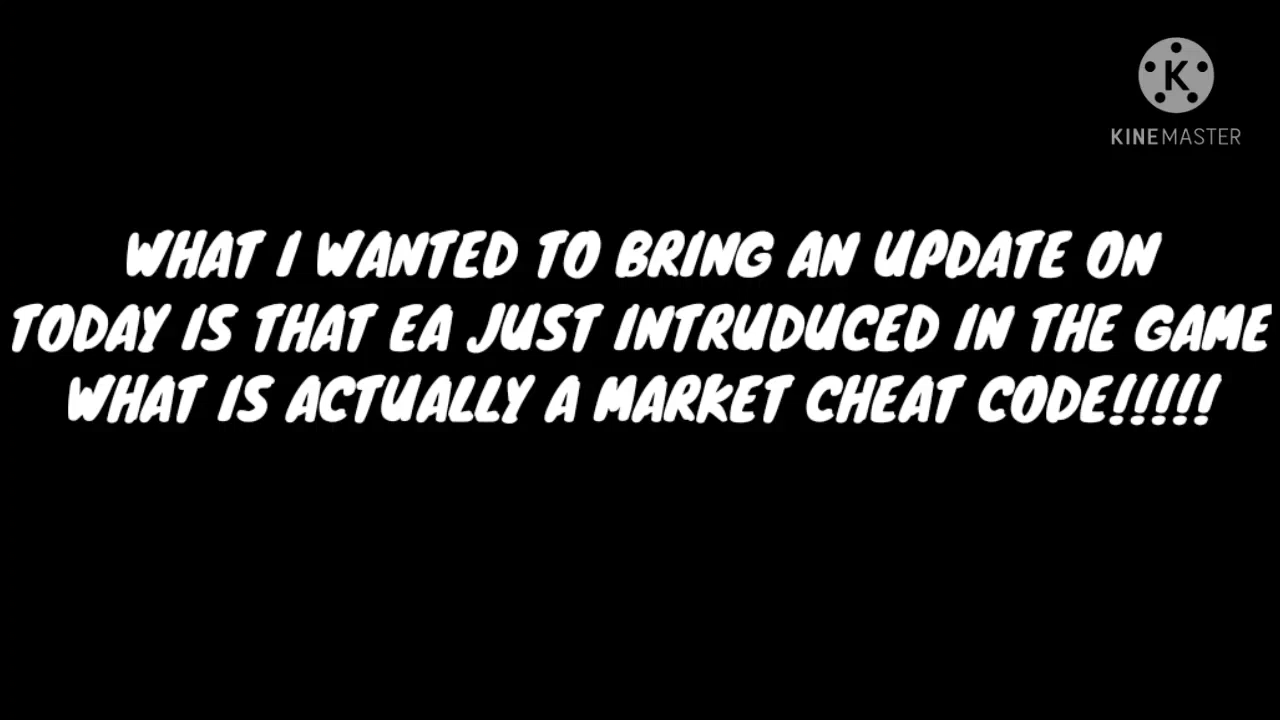 K
KINEMASTER
WHAT I WANTED TO BRING AN UPDATE ON
TODAY IS THAT EA JUST INTRUDUCED IN THE GAME
WHAT IS ACTUALLY A MARKET CHEAT CODE!!!!!